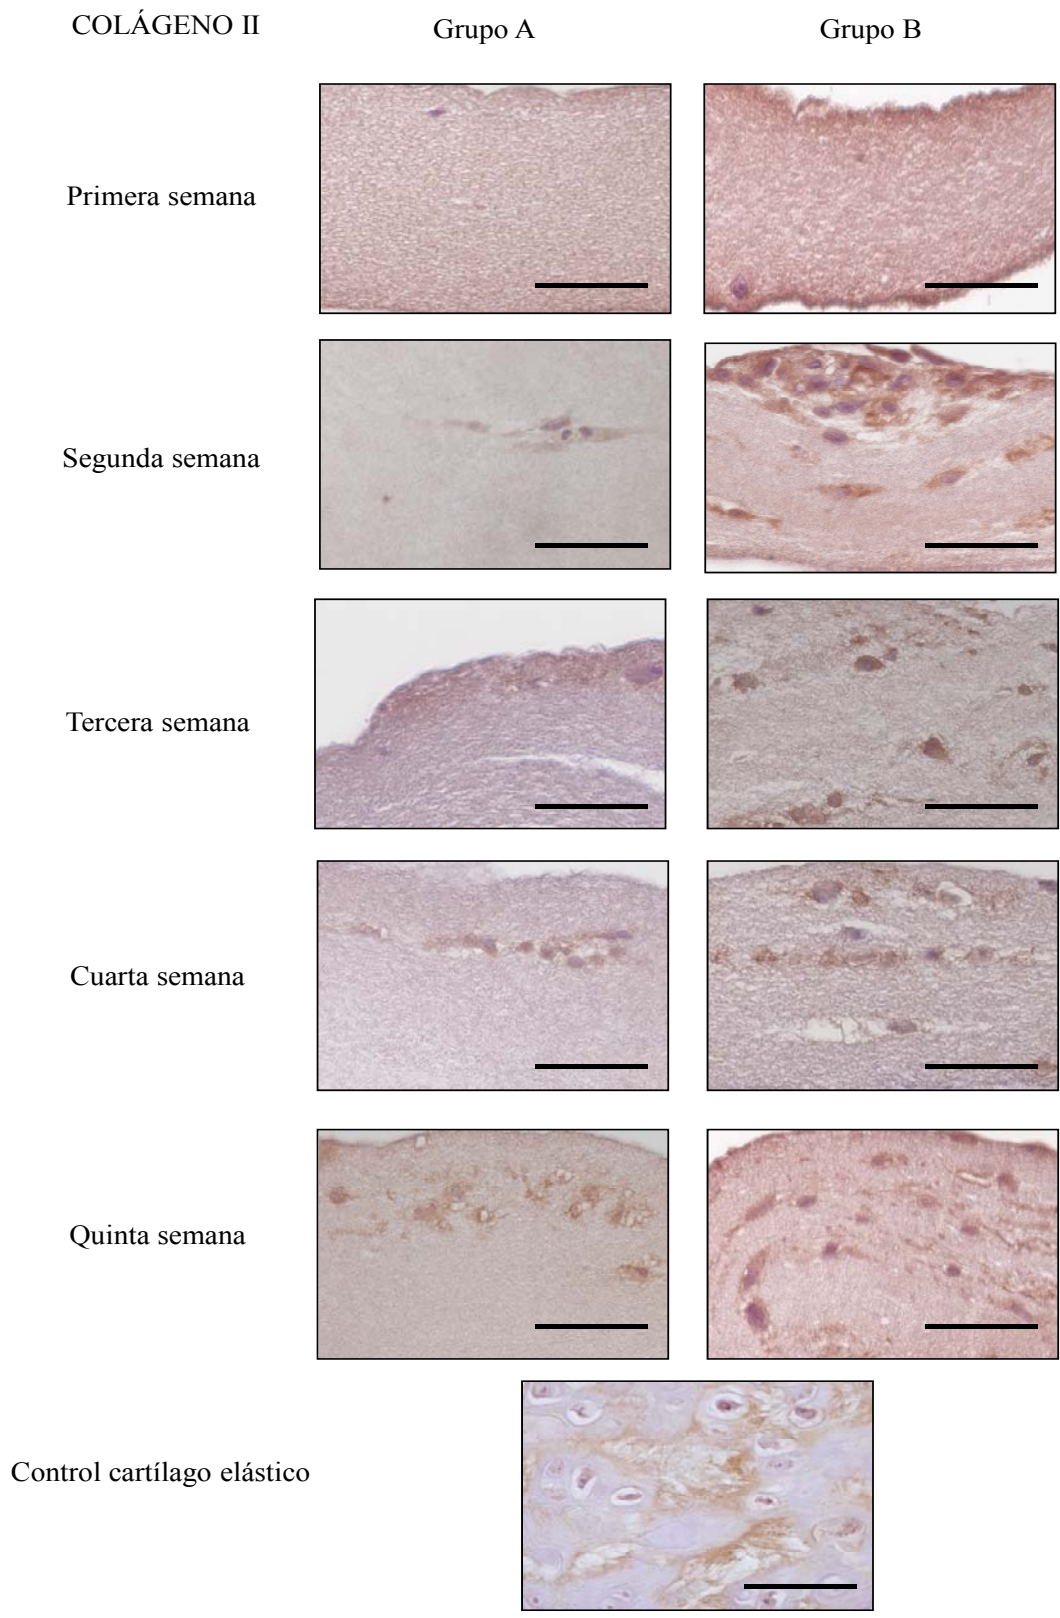 COLÁGENO II
Grupo A
Grupo B
Primera semana
Segunda semana
Tercera semana
Cuarta semana
Quinta semana
Control cartílago elástico